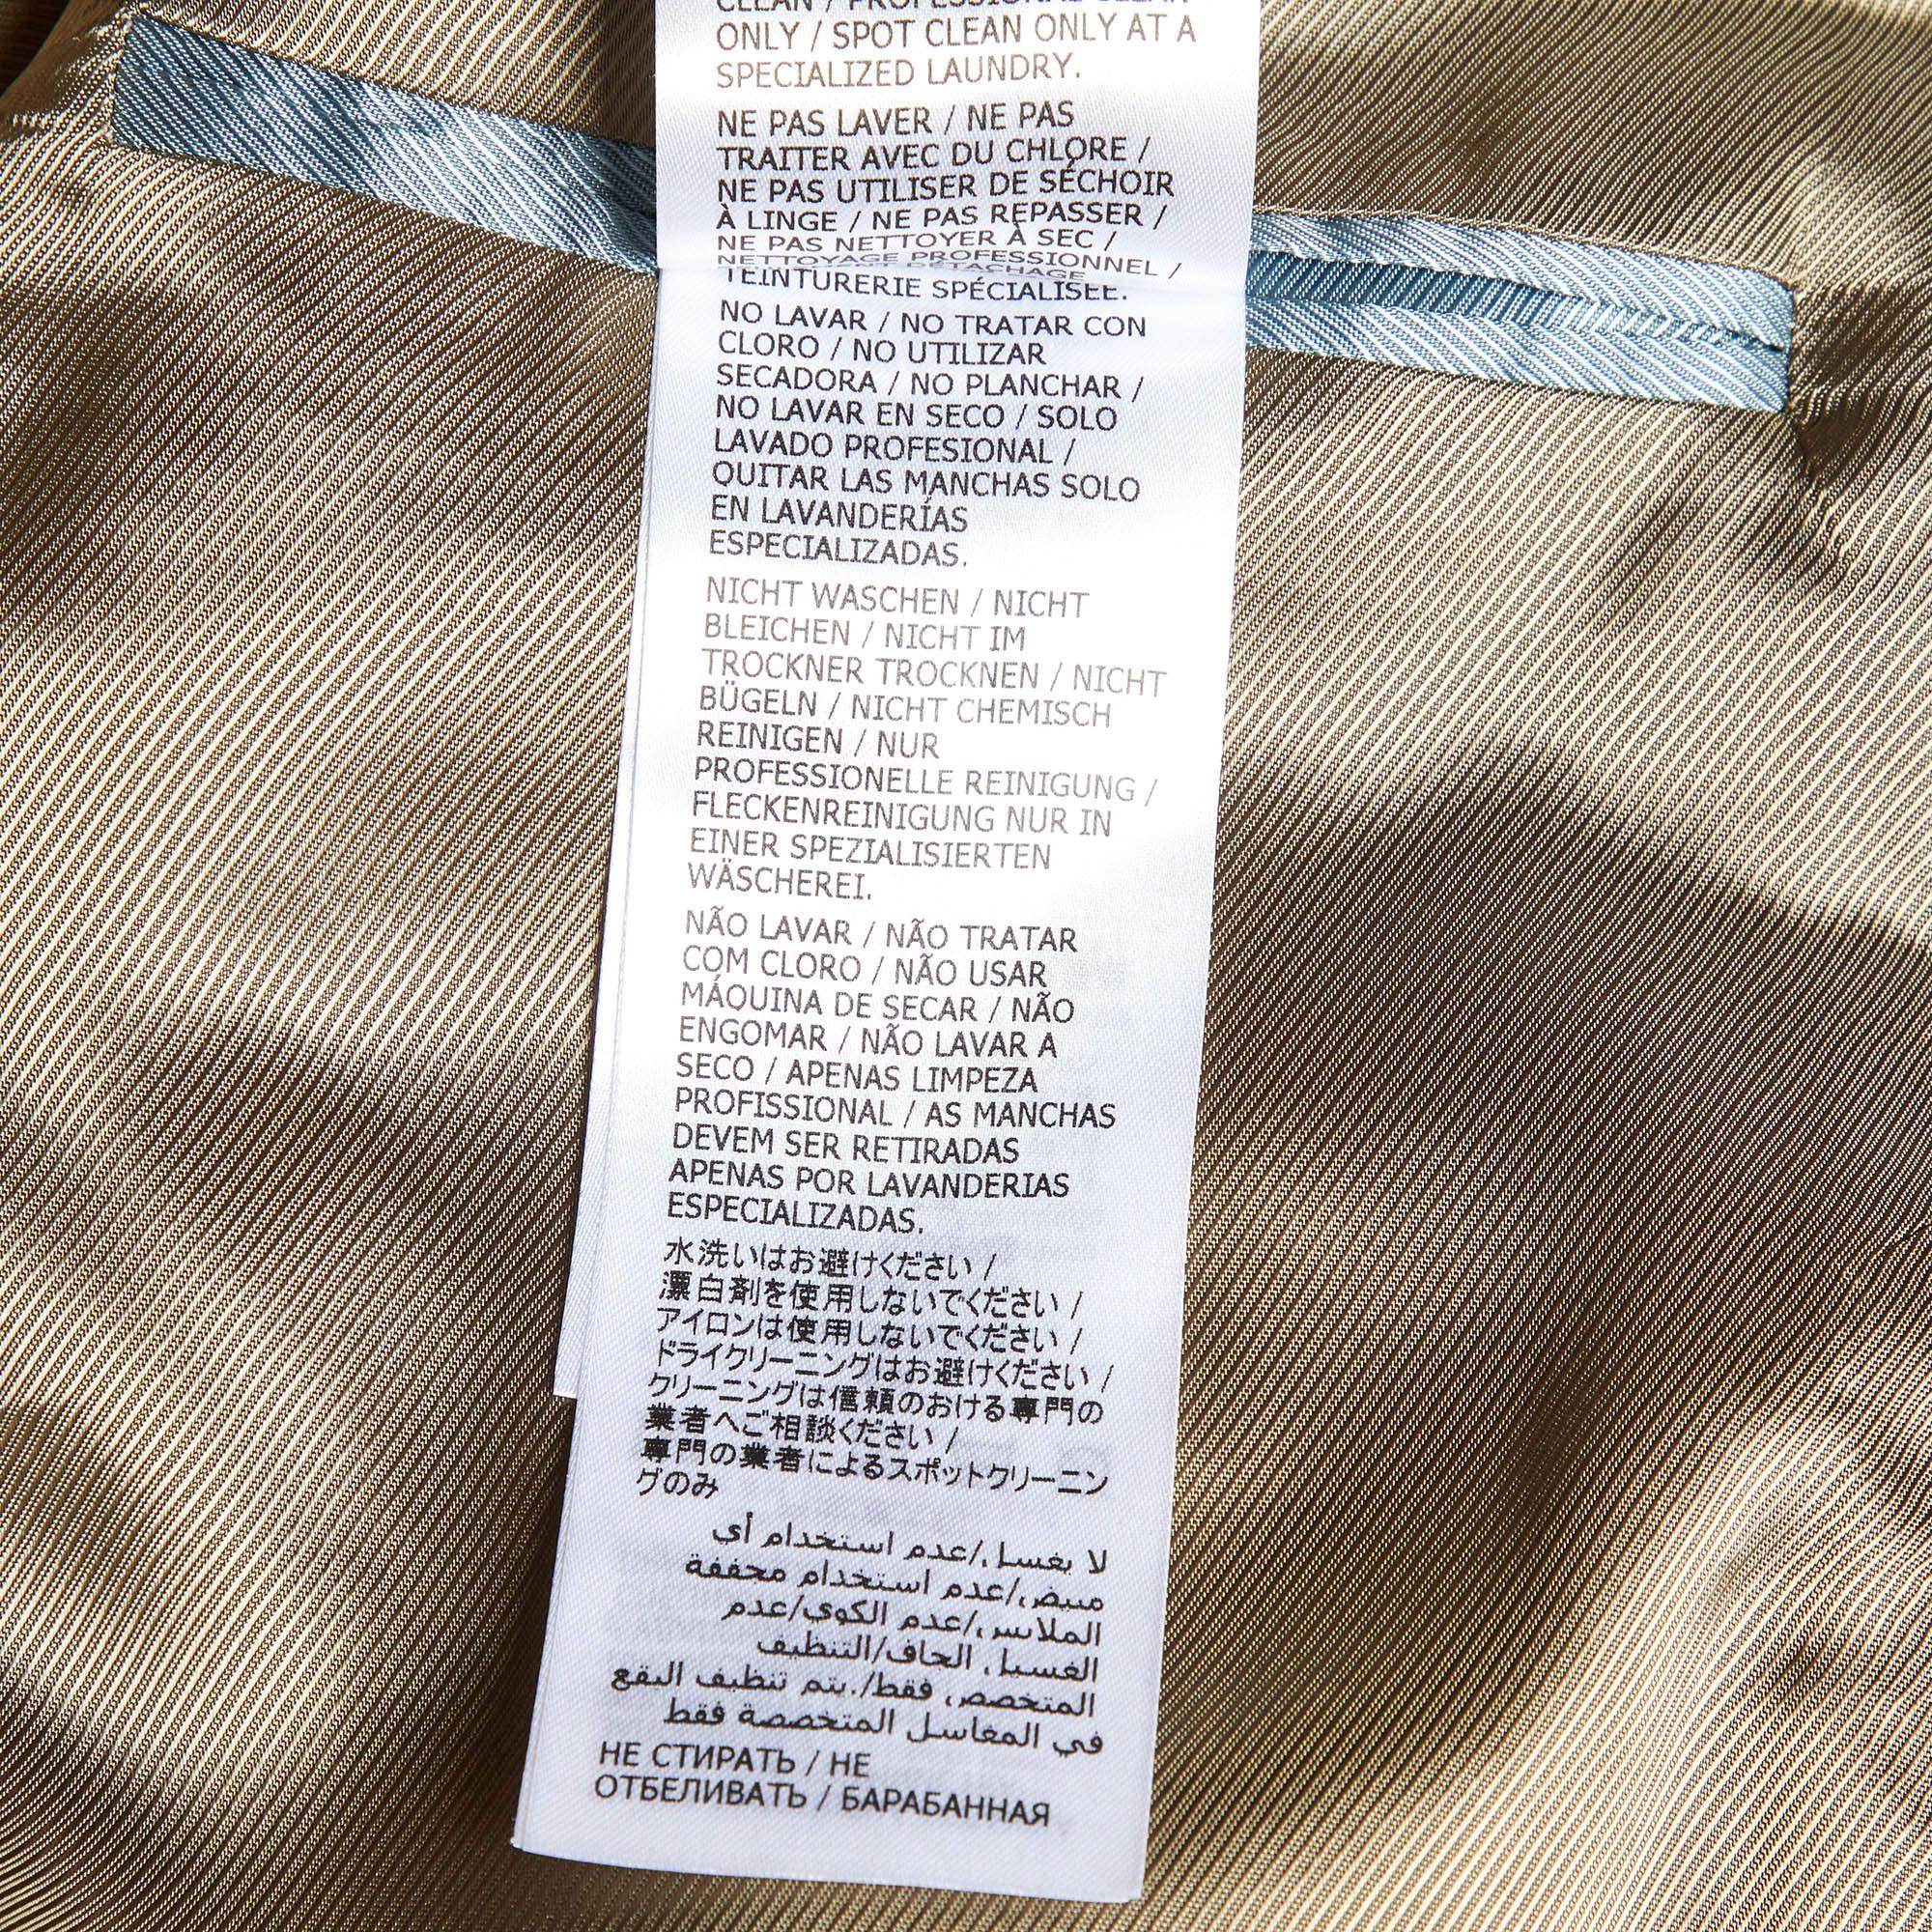 CLEAN / PROFESSIONAL CLEAN
ONLY / SPOT CLEAN ONLY AT A
SPECIALIZED LAUNDRY.
NE PAS LAVER / NE PAS
TRAITER AVEC DU CHLORE /
NE PAS UTILISER DE SÉCHOIR
À LINGE / NE PAS REPASSER /
NE PAS NETTOYER À SEC /
NETTOYAGE PROFESSIONNEL /
DÉTACHAGE
TEINTURERIE SPÉCIALISÉE.
NO LAVAR / NO TRATAR CON
CLORO / NO UTILIZAR
SECADORA / NO PLANCHAR /
NO LAVAR EN SECO / SOLO
LAVADO PROFESIONAL /
QUITAR LAS MANCHAS SOLO
EN LAVANDERÍAS
ESPECIALIZADAS.
NICHT WASCHEN / NICHT
BLEICHEN / NICHT IM
TROCKNER TROCKNEN / NICHT
BÜGELN / NICHT CHEMISCH
REINIGEN / NUR
PROFESSIONELLE REINIGUNG /
FLECKENREINIGUNG NUR IN
EINER SPEZIALISIERTEN
WÄSCHEREI.
NÃO LAVAR / NÃO TRATAR
COM CLORO / NÃO USAR
MÁQUINA DE SECAR / NÃO
ENGOMAR / NÃO LAVAR A
SECO / APENAS LIMPEZA
PROFISSIONAL / AS MANCHAS
DEVEM SER RETIRADAS
APENAS POR LAVANDERIAS
ESPECIALIZADAS.
水洗いはお避けください /
漂白剤を使用しないでください /
アイロンは使用しないでください /
ドライクリーニングはお避けください /
クリーニングは信頼のおける専門の
業者へご相談ください /
専門の業者によるスポットクリーニン
グのみ
لا يغسل/عدم استخدام أي
مبيض/عدم استخدام مجففة
الملابس/عدم الكوي/عدم
الغسيل الجاف/التنظيف
المتخصص فقط/يتم تنظيف البقع
في المغاسل المتخصصة فقط
НЕ СТИРАТЬ / НЕ
ОТБЕЛИВАТЬ / БАРАБАННАЯ